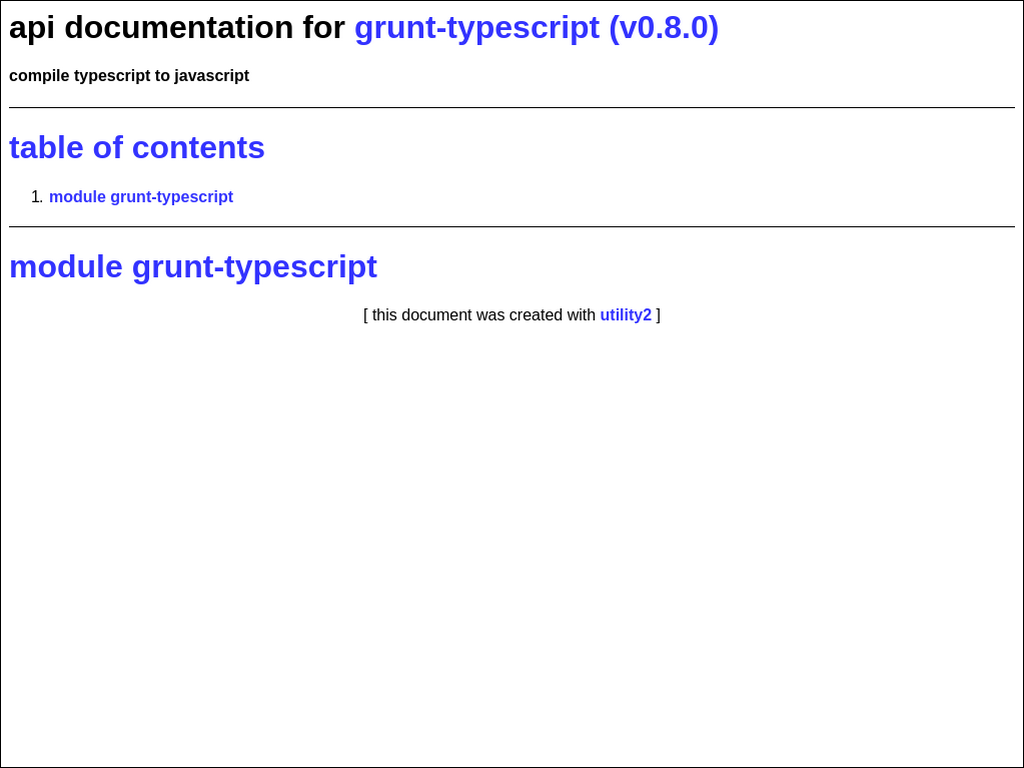 api documentation for grunt-typescript (v0.8.0)
compile typescript to javascript
table of contents
1. module grunt-typescript
module grunt-typescript
[ this document was created with utility2 ]